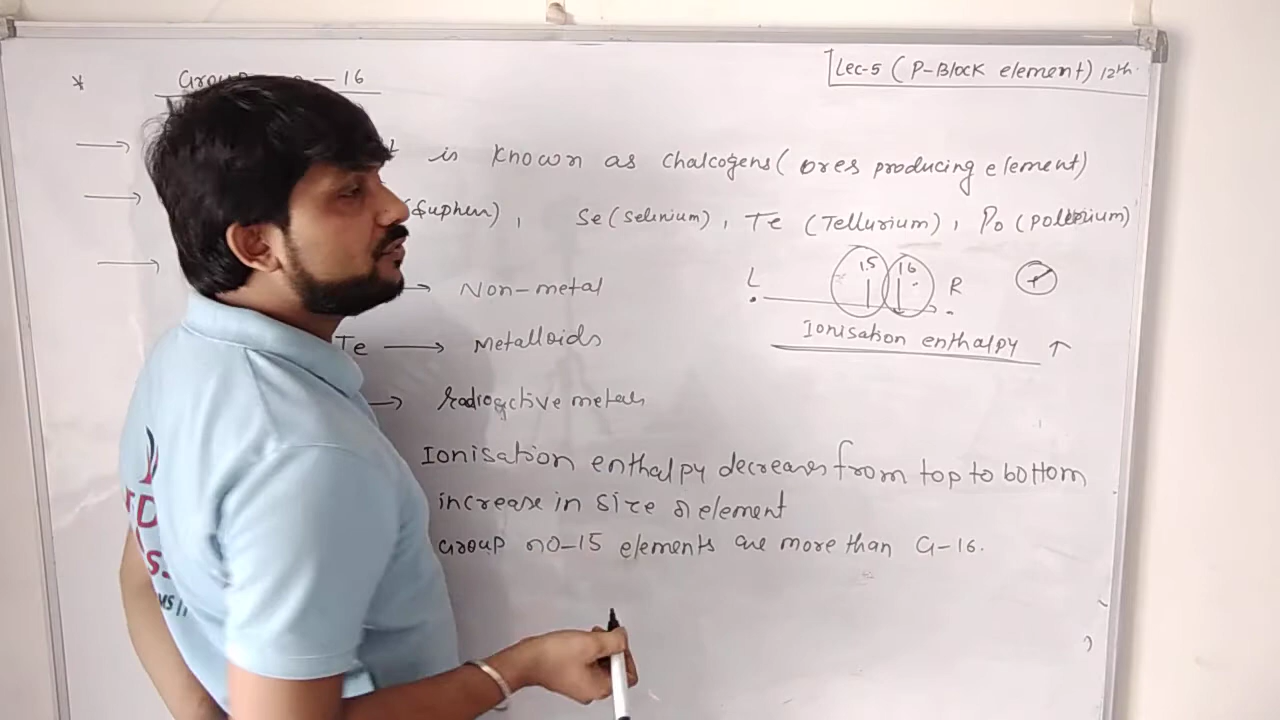 Lec-5 (P-Block element) 12th.
* Group - 16
→ is known as chalcogens (ores producing element)
→ , Se (selenium), Te (Tellurium), Po
→ → Non-metal
Te → Metalloids
→ Radioactive metals
L 15 16 R
Ionisation enthalpy ↑
Ionisation enthalpy decreases from top to bottom
increase in size of element
Group no-15 elements are more than G-16.